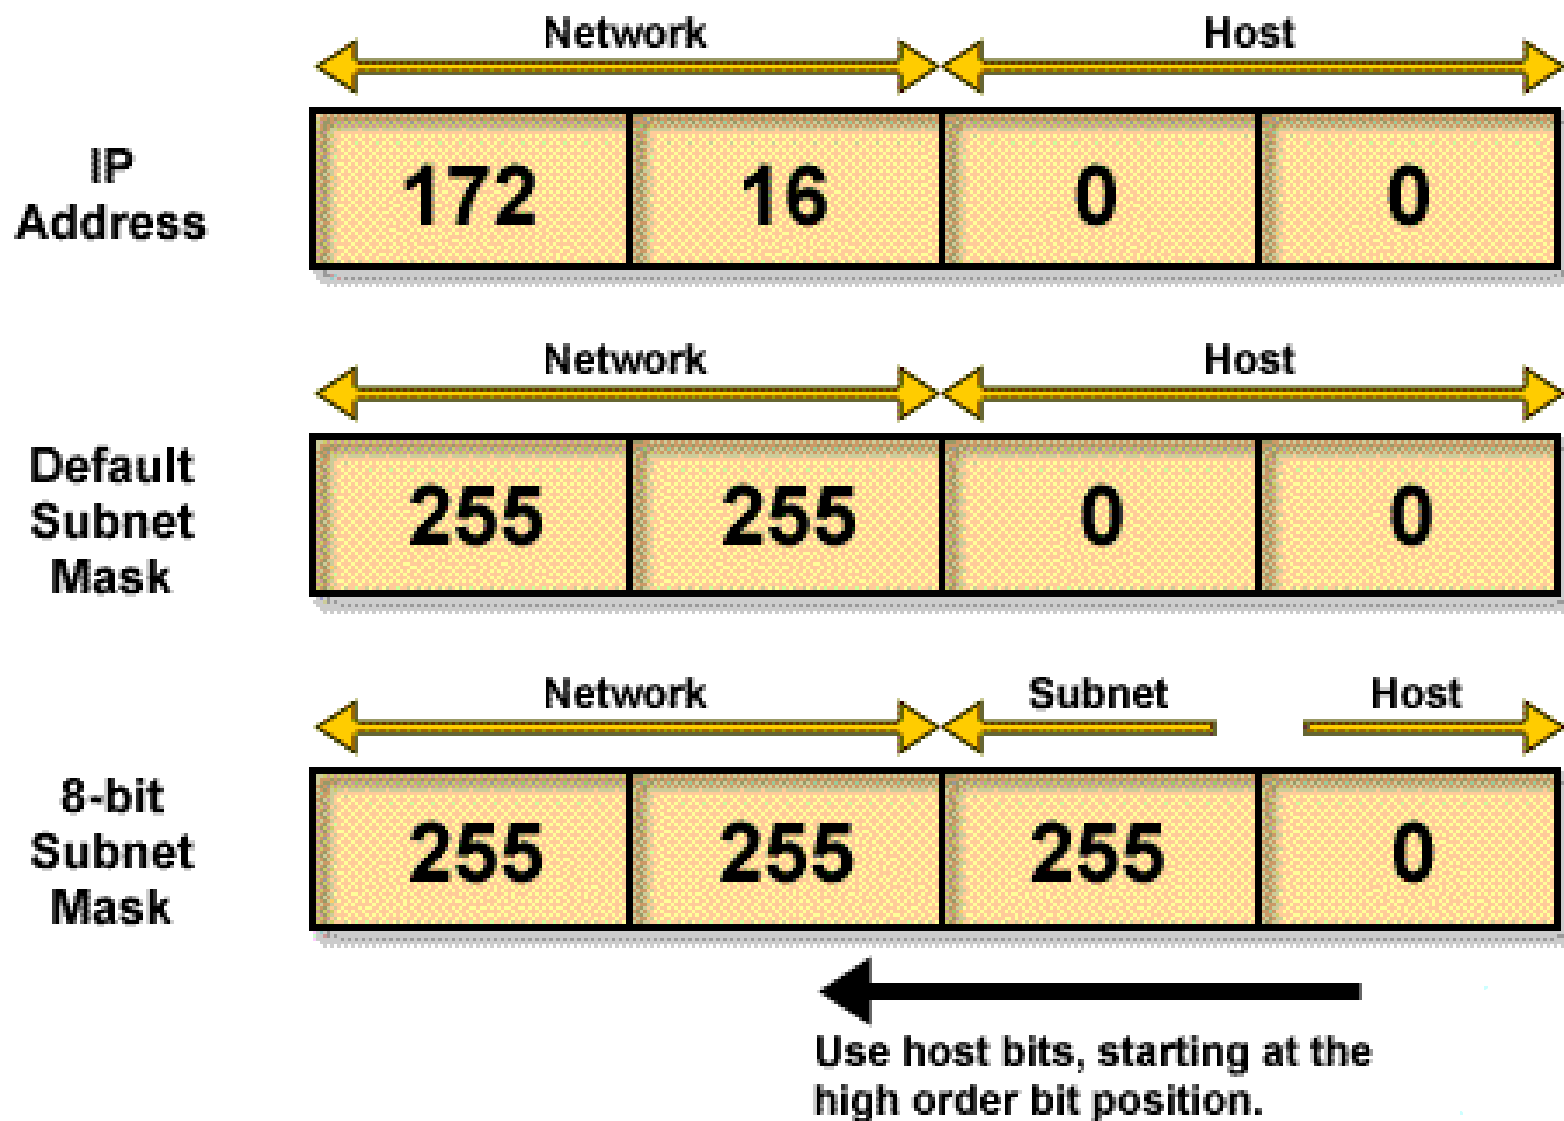 Network Host
IP
Address
172 16 0 0
Network Host
Default
Subnet
Mask
255 255 0 0
Network Subnet Host
8-bit
Subnet
Mask
255 255 255 0
Use host bits, starting at the
high order bit position.